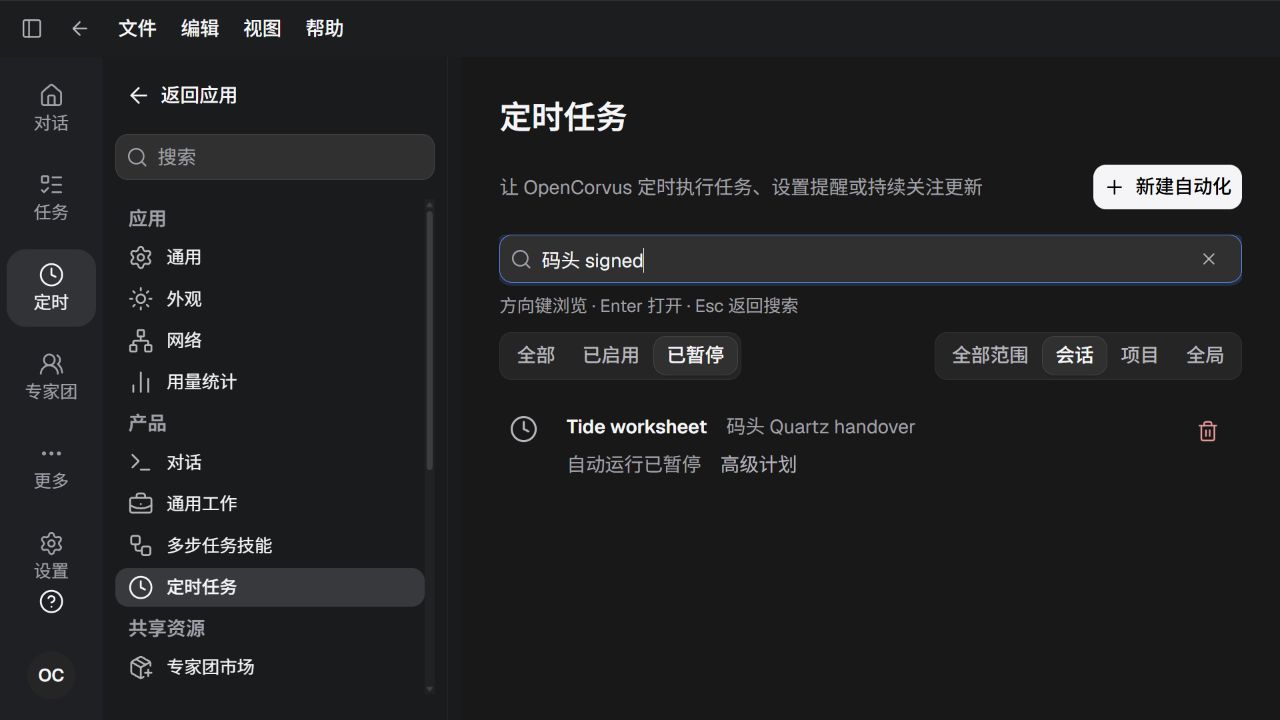 文件 编辑 视图 帮助
对话
任务
定时
专家团
更多
设置
OC
返回应用
搜索
应用
通用
外观
网络
用量统计
产品
对话
通用工作
多步任务技能
定时任务
共享资源
专家团市场
定时任务
让 OpenCorvus 定时执行任务、设置提醒或持续关注更新
新建自动化
码头 signed
方向键浏览 · Enter 打开 · Esc 返回搜索
全部 已启用 已暂停
全部范围 会话 项目 全局
Tide worksheet 码头 Quartz handover
自动运行已暂停 高级计划